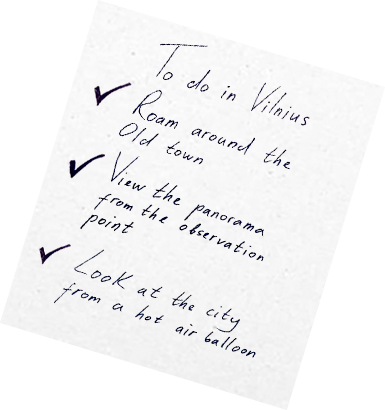 To do in Vilnius
✓ Roam around the
Old town
✓ View the panorama
from the observation
point
✓ Look at the city
from a hot air balloon